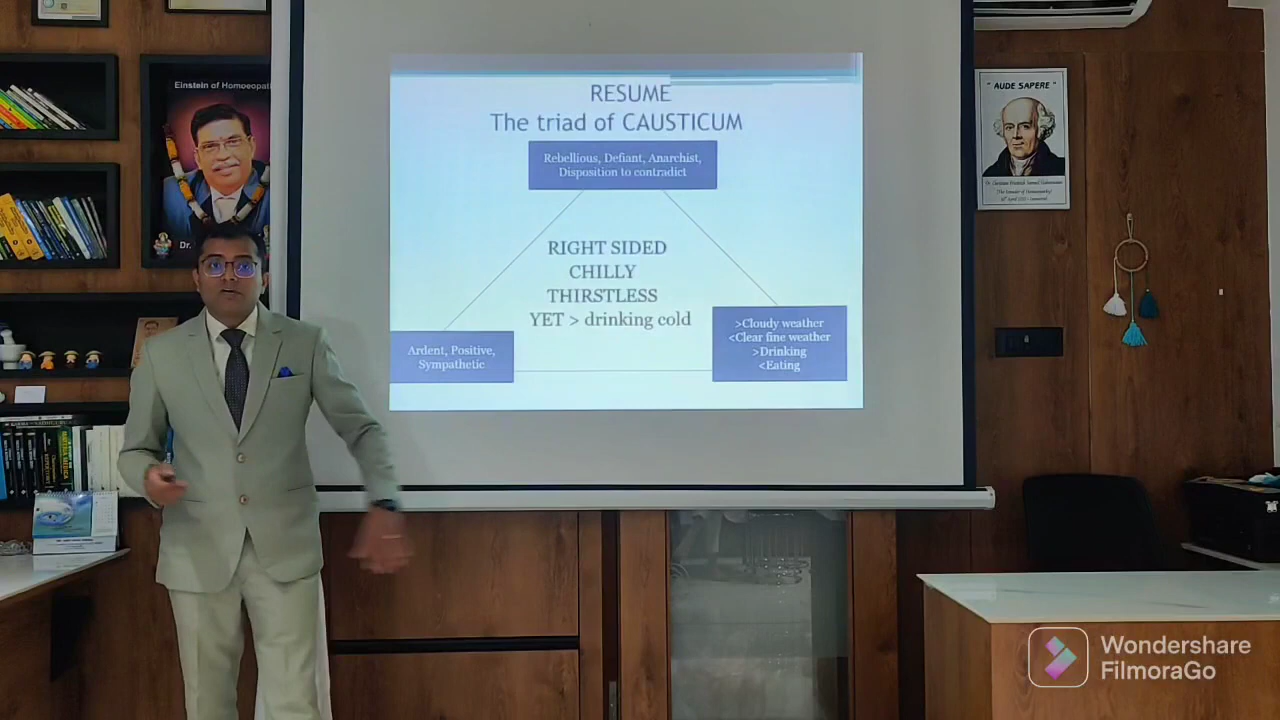 Einstein of Homoeopat
Dr.
RESUME
The triad of CAUSTICUM
Rebellious, Defiant, Anarchist,
Disposition to contradict
RIGHT SIDED
CHILLY
THIRSTLESS
YET > drinking cold
Ardent, Positive,
Sympathetic
>Cloudy weather
<Clear fine weather
>Drinking
<Eating
" AUDE SAPERE "
Wondershare
FilmoraGo